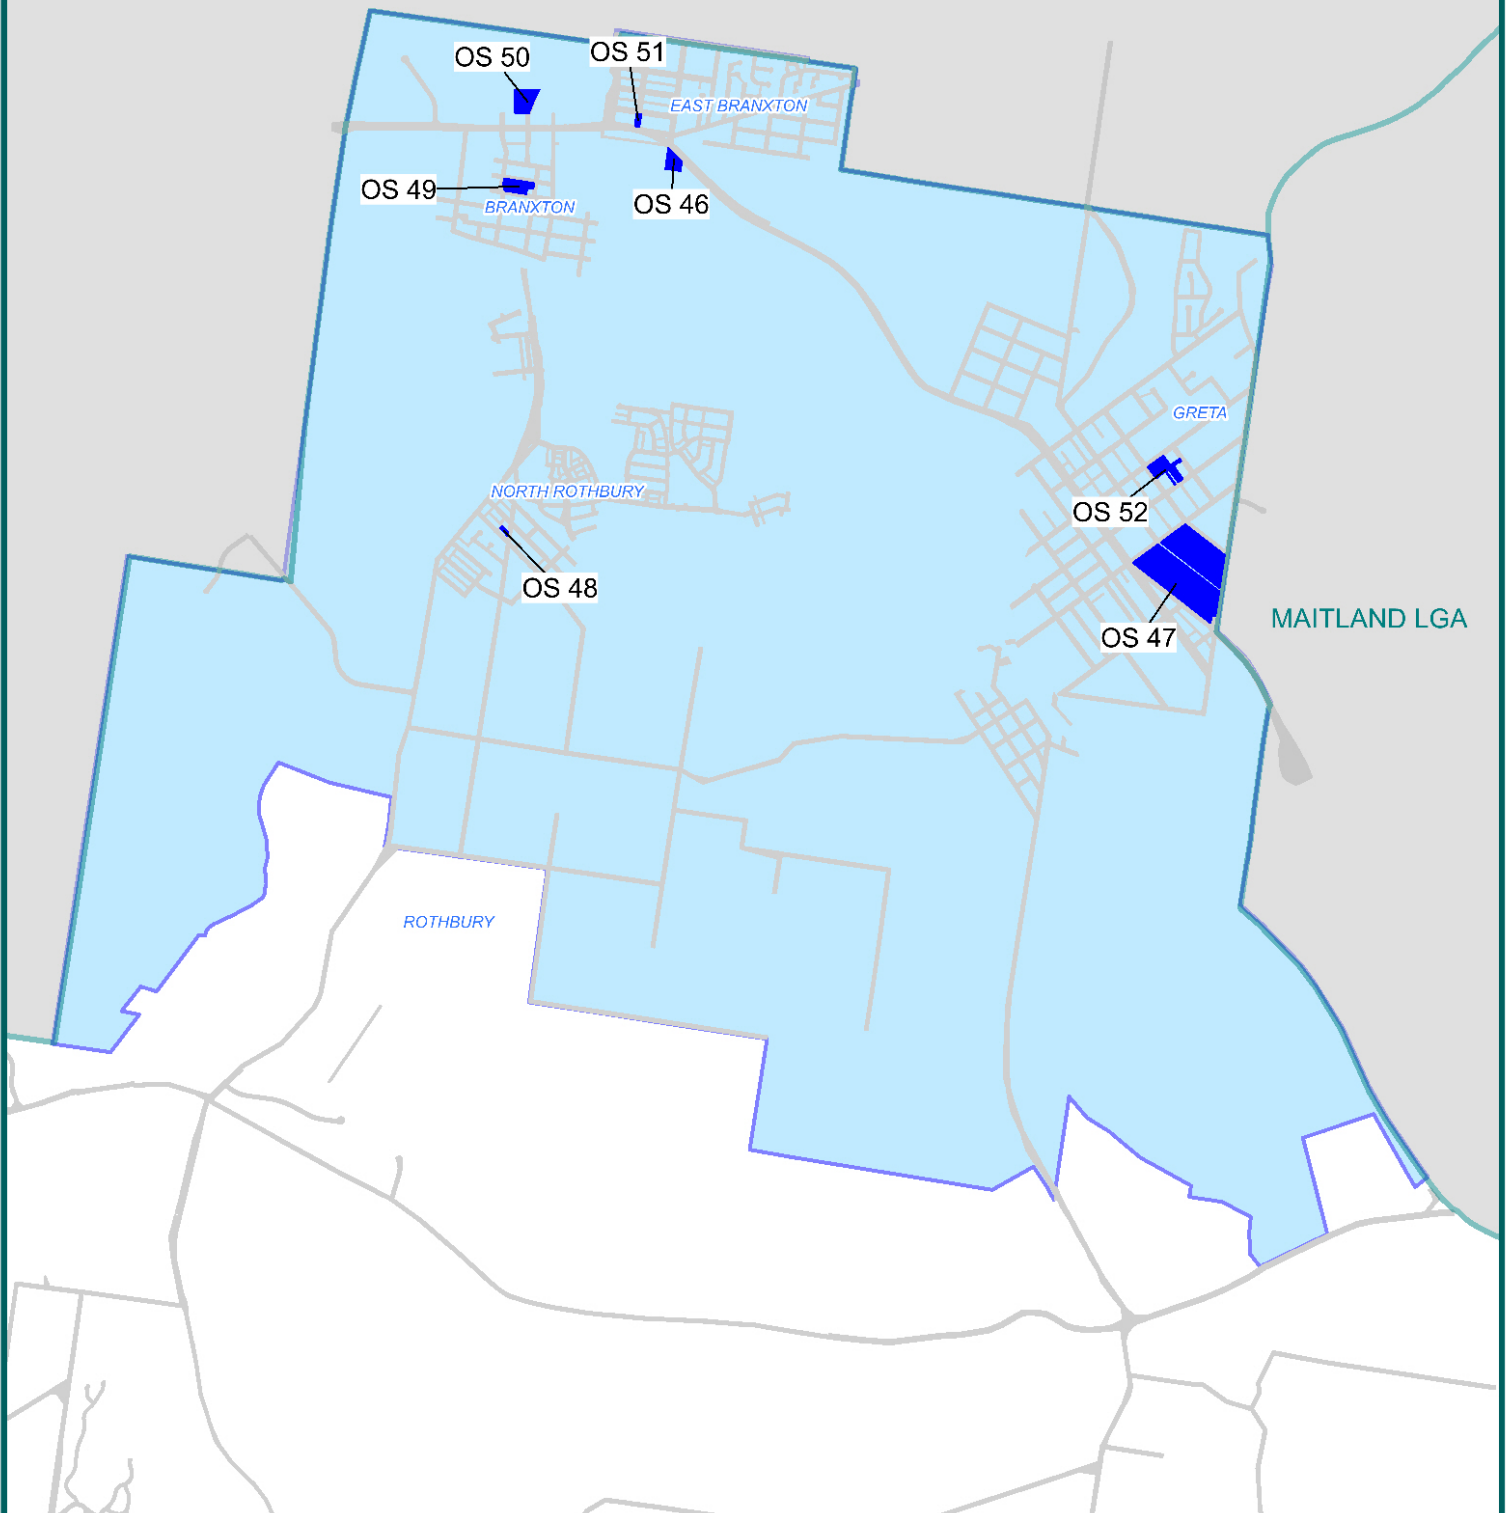 OS 51
OS 50
EAST BRANXTON
OS 49
OS 46
BRANXTON
GRETA
NORTH ROTHBURY
OS 52
OS 48
MAITLAND LGA
OS 47
ROTHBURY